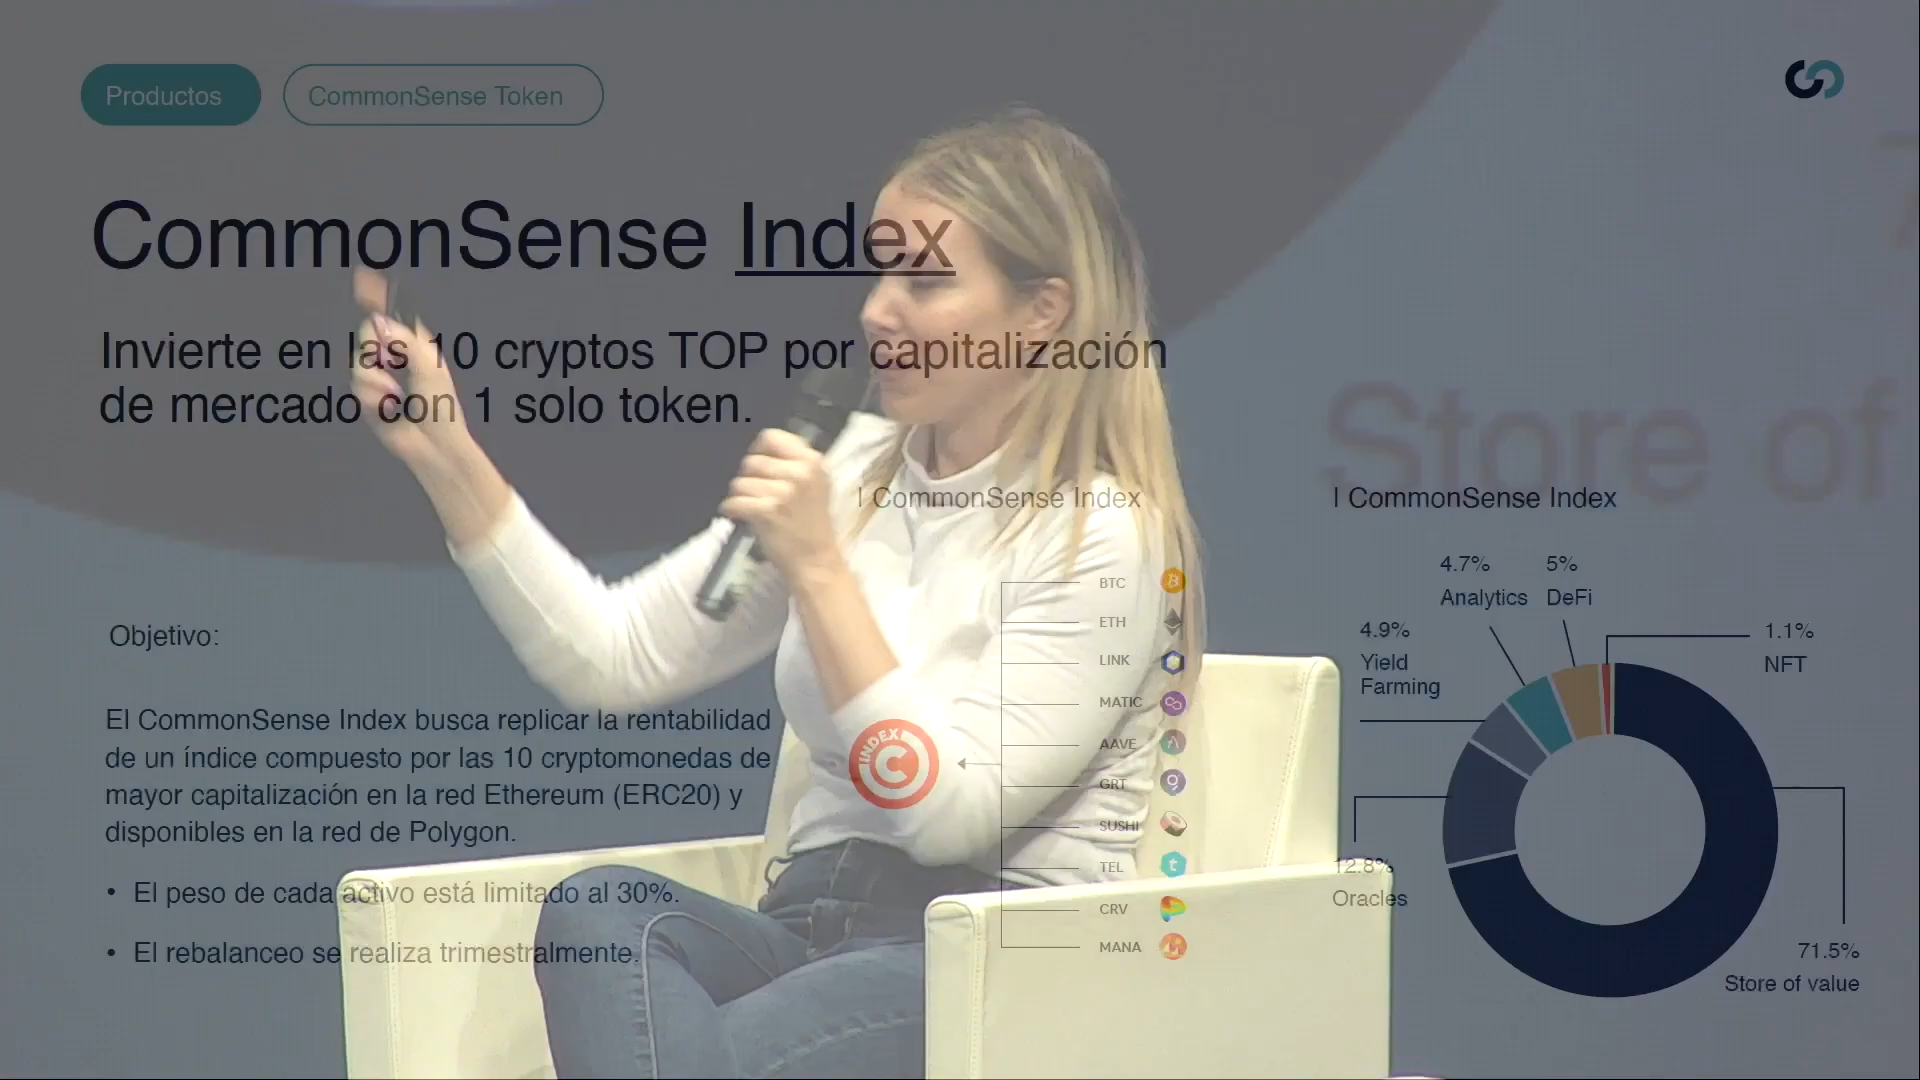 Productos
CommonSense Token
CommonSense Index
Invierte en las 10 cryptos TOP por capitalización
de mercado con 1 solo token.
Store of
| CommonSense Index
| CommonSense Index
Objetivo:
El CommonSense Index busca replicar la rentabilidad
de un índice compuesto por las 10 cryptomonedas de
mayor capitalización en la red Ethereum (ERC20) y
disponibles en la red de Polygon.
• El peso de cada activo está limitado al 30%.
• El rebalanceo se realiza trimestralmente.
INDEX
C
BTC
ETH
LINK
MATIC
AAVE
GRT
SUSHI
TEL
CRV
MANA
4.7%
Analytics
5%
DeFi
4.9%
Yield
Farming
1.1%
NFT
12.8%
Oracles
71.5%
Store of value